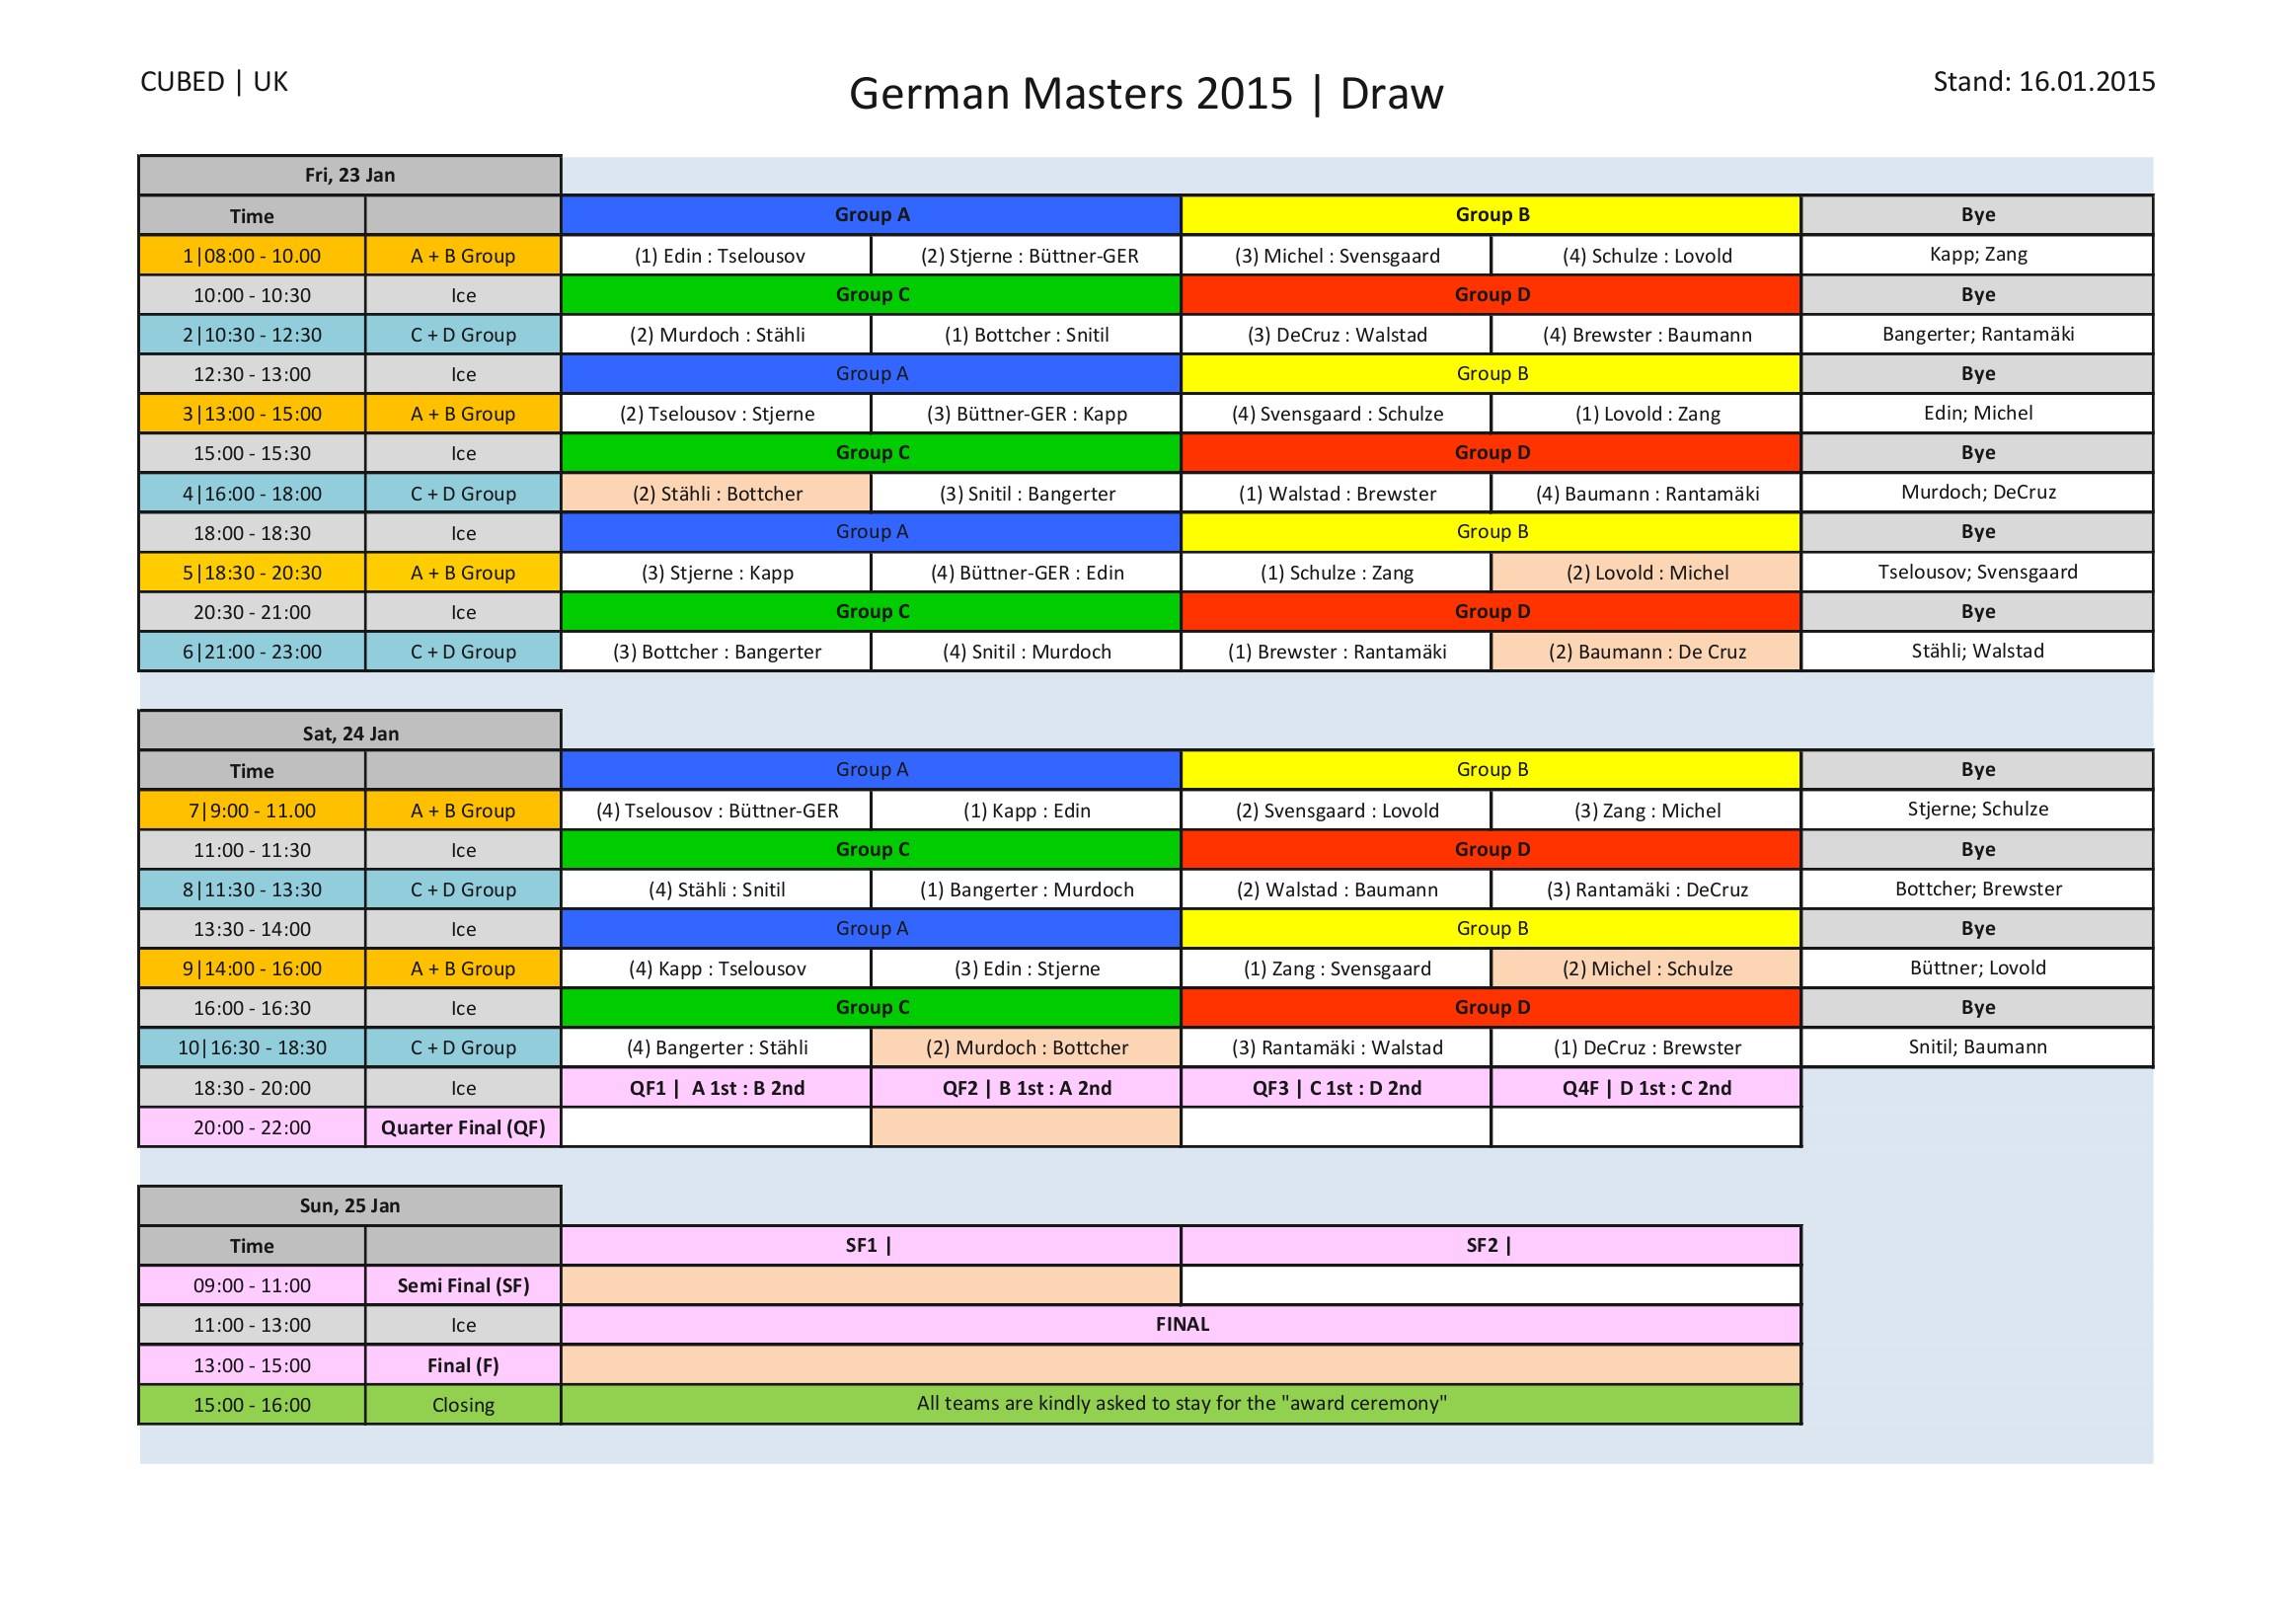 CUBED | UK
German Masters 2015 | Draw
Stand: 16.01.2015
Fri, 23 Jan
Time Group A Group B Bye
1|08:00 - 10.00 A + B Group (1) Edin : Tselousov (2) Stjerne : Büttner-GER (3) Michel : Svensgaard (4) Schulze : Lovold Kapp; Zang
10:00 - 10:30 Ice Group C Group D Bye
2|10:30 - 12:30 C + D Group (2) Murdoch : Stähli (1) Bottcher : Snitil (3) DeCruz : Walstad (4) Brewster : Baumann Bangerter; Rantamäki
12:30 - 13:00 Ice Group A Group B Bye
3|13:00 - 15:00 A + B Group (2) Tselousov : Stjerne (3) Büttner-GER : Kapp (4) Svensgaard : Schulze (1) Lovold : Zang Edin; Michel
15:00 - 15:30 Ice Group C Group D Bye
4|16:00 - 18:00 C + D Group (2) Stähli : Bottcher (3) Snitil : Bangerter (1) Walstad : Brewster (4) Baumann : Rantamäki Murdoch; DeCruz
18:00 - 18:30 Ice Group A Group B Bye
5|18:30 - 20:30 A + B Group (3) Stjerne : Kapp (4) Büttner-GER : Edin (1) Schulze : Zang (2) Lovold : Michel Tselousov; Svensgaard
20:30 - 21:00 Ice Group C Group D Bye
6|21:00 - 23:00 C + D Group (3) Bottcher : Bangerter (4) Snitil : Murdoch (1) Brewster : Rantamäki (2) Baumann : De Cruz Stähli; Walstad
Sat, 24 Jan
Time Group A Group B Bye
7|9:00 - 11.00 A + B Group (4) Tselousov : Büttner-GER (1) Kapp : Edin (2) Svensgaard : Lovold (3) Zang : Michel Stjerne; Schulze
11:00 - 11:30 Ice Group C Group D Bye
8|11:30 - 13:30 C + D Group (4) Stähli : Snitil (1) Bangerter : Murdoch (2) Walstad : Baumann (3) Rantamäki : DeCruz Bottcher; Brewster
13:30 - 14:00 Ice Group A Group B Bye
9|14:00 - 16:00 A + B Group (4) Kapp : Tselousov (3) Edin : Stjerne (1) Zang : Svensgaard (2) Michel : Schulze Büttner; Lovold
16:00 - 16:30 Ice Group C Group D Bye
10|16:30 - 18:30 C + D Group (4) Bangerter : Stähli (2) Murdoch : Bottcher (3) Rantamäki : Walstad (1) DeCruz : Brewster Snitil; Baumann
18:30 - 20:00 Ice QF1 | A 1st : B 2nd QF2 | B 1st : A 2nd QF3 | C 1st : D 2nd Q4F | D 1st : C 2nd
20:00 - 22:00 Quarter Final (QF)
Sun, 25 Jan
Time SF1 | SF2 |
09:00 - 11:00 Semi Final (SF)
11:00 - 13:00 Ice FINAL
13:00 - 15:00 Final (F)
15:00 - 16:00 Closing All teams are kindly asked to stay for the "award ceremony"